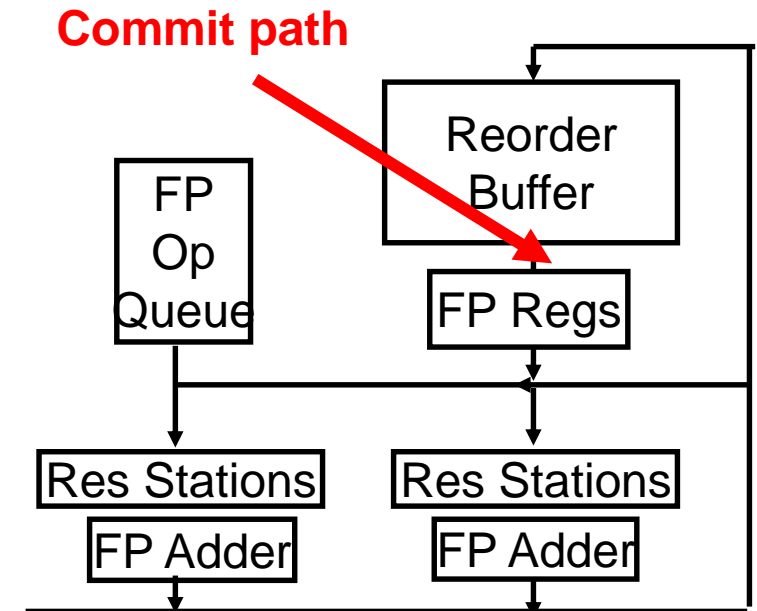 Commit path
Reorder
Buffer
FP
Op
Queue
FP Regs
Res Stations
Res Stations
FP Adder
FP Adder